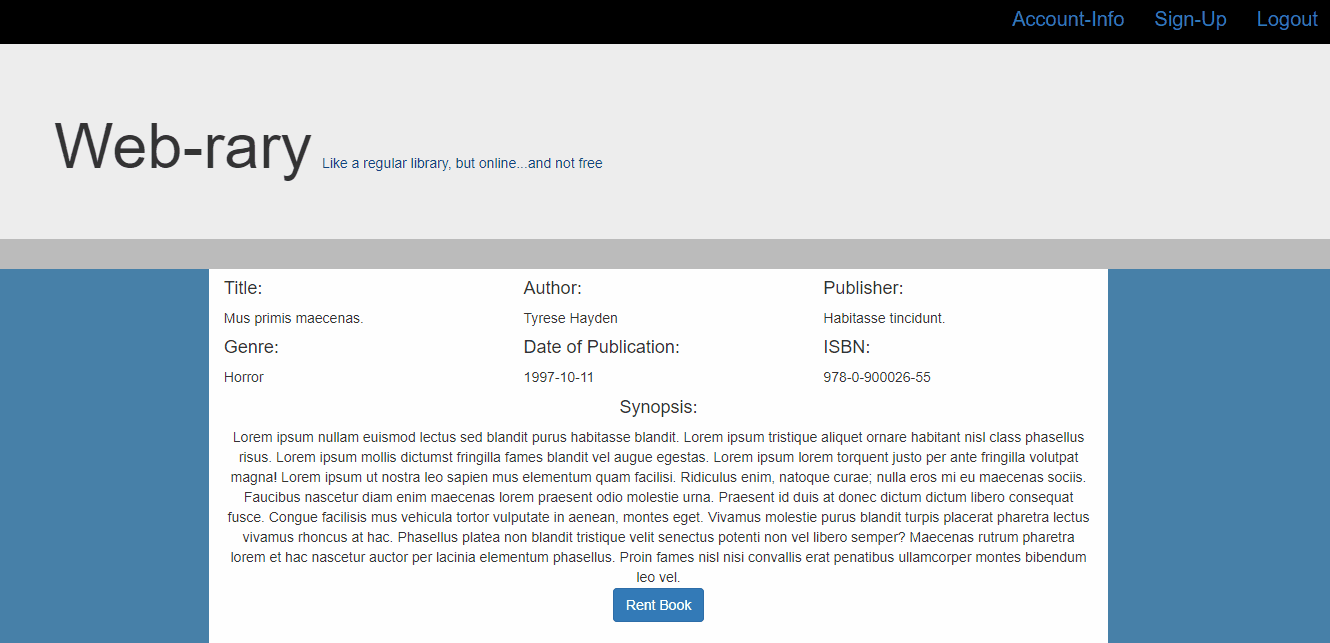 Account-Info Sign-Up Logout
Web-rary Like a regular library, but online...and not free
Title: Author: Publisher:
Mus primis maecenas. Tyrese Hayden Habitasse tincidunt.
Genre: Date of Publication: ISBN:
Horror 1997-10-11 978-0-900026-55
Synopsis:
Lorem ipsum nullam euismod lectus sed blandit purus habitasse blandit. Lorem ipsum tristique aliquet ornare habitant nisl class phasellus
risus. Lorem ipsum mollis dictumst fringilla fames blandit vel augue egestas. Lorem ipsum lorem torquent justo per ante fringilla volutpat
magna! Lorem ipsum ut nostra leo sapien mus elementum quam facilisi. Ridiculus enim, natoque curae; nulla eros mi eu maecenas sociis.
Faucibus nascetur diam enim maecenas lorem praesent odio molestie urna. Praesent id duis at donec dictum dictum libero consequat
fusce. Congue facilisis mus vehicula tortor vulputate in aenean, montes eget. Vivamus molestie purus blandit turpis placerat pharetra lectus
vivamus rhoncus at hac. Phasellus platea non blandit tristique velit senectus potenti non vel libero semper? Maecenas rutrum pharetra
lorem et hac nascetur auctor per lacinia elementum phasellus. Proin fames nisl nisi convallis erat penatibus ullamcorper montes bibendum
leo vel.
Rent Book